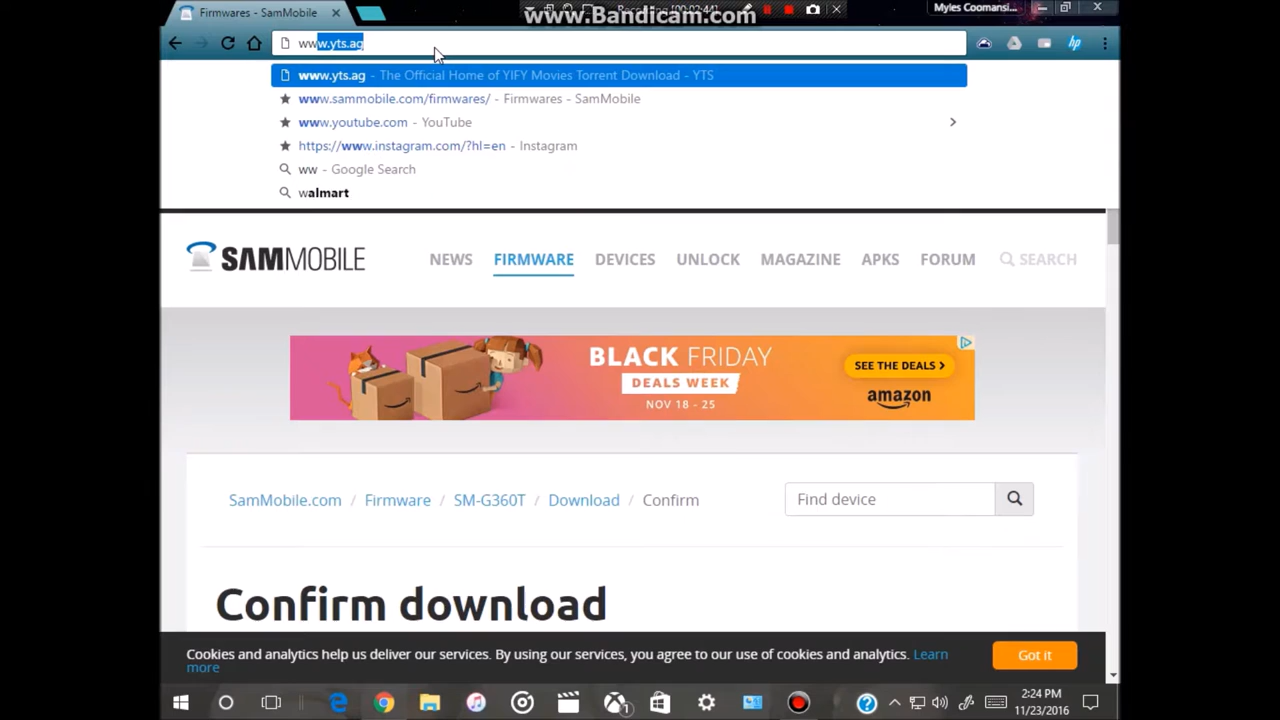 www.Bandicam.com
Firmwares - SamMobile
Recording [00:02:44]
Myles Coomansi...
www.yts.ag
www.yts.ag - The Official Home of YIFY Movies Torrent Download - YTS
www.sammobile.com/firmwares/ - Firmwares - SamMobile
www.youtube.com - YouTube
https://www.instagram.com/?hl=en - Instagram
ww - Google Search
walmart
SAMMOBILE
NEWS FIRMWARE DEVICES UNLOCK MAGAZINE APKS FORUM SEARCH
BLACK FRIDAY
DEALS WEEK
NOV 18 - 25
SEE THE DEALS
amazon
SamMobile.com / Firmware / SM-G360T / Download / Confirm
Find device
Confirm download
Cookies and analytics help us deliver our services. By using our services, you agree to our use of cookies and analytics. Learn
more
Got it
hp
2:24 PM
11/23/2016